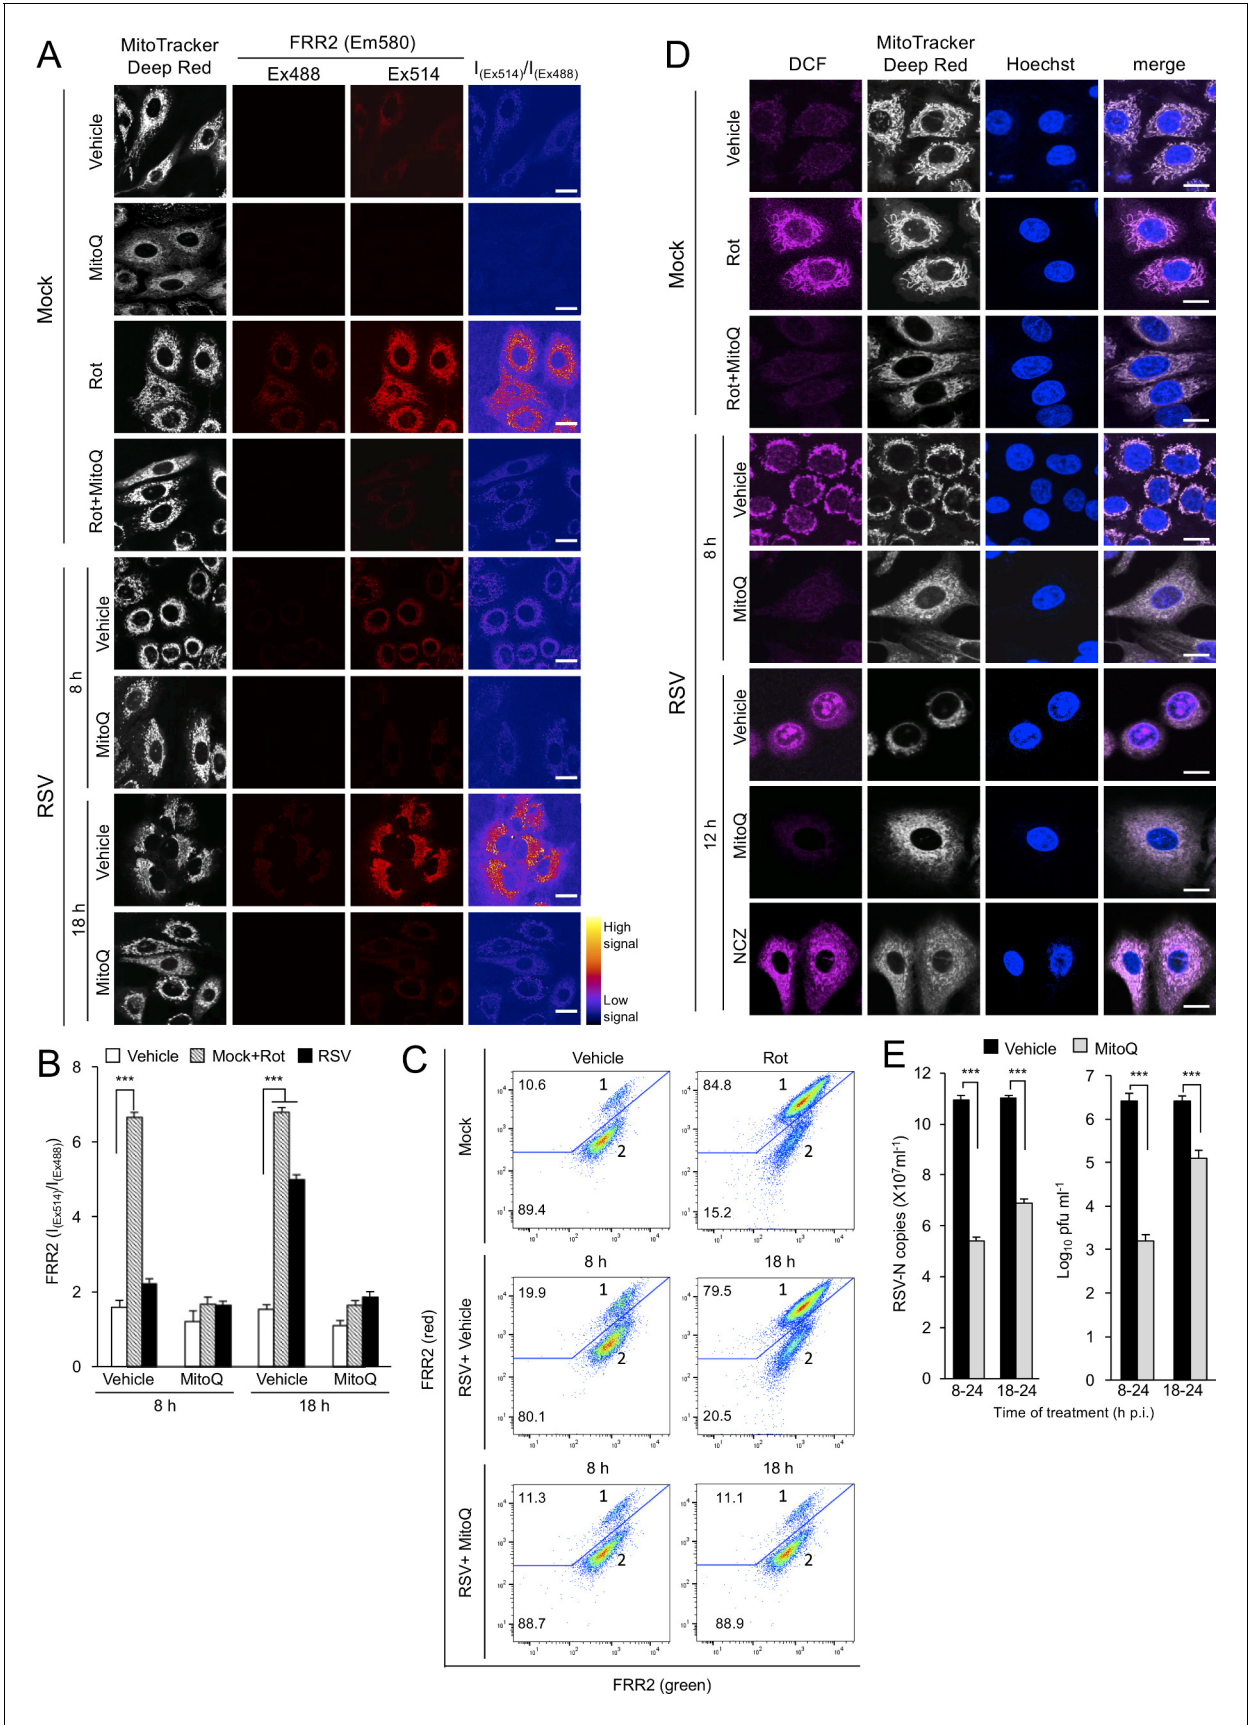 A
MitoTracker
Deep Red
FRR2 (Em580)
Ex488
Ex514
I(Ex514)/I(Ex488)
Mock
Vehicle
MitoQ
Rot
Rot+MitoQ
RSV
8 h
Vehicle
MitoQ
18 h
Vehicle
MitoQ
High
signal
Low
signal
D
DCF
MitoTracker
Deep Red
Hoechst
merge
Mock
Vehicle
Rot
Rot+MitoQ
RSV
8 h
Vehicle
MitoQ
12 h
Vehicle
MitoQ
NCZ
B
Vehicle
Mock+Rot
RSV
FRR2 (I(Ex514)/I(Ex488))
8
6
4
2
0
***
***
Vehicle
MitoQ
Vehicle
MitoQ
8 h
18 h
C
Vehicle
Rot
Mock
10.6
1
2
89.4
84.8
1
2
15.2
8 h
18 h
RSV+ Vehicle
19.9
1
2
80.1
79.5
1
2
20.5
8 h
18 h
RSV+ MitoQ
11.3
1
2
88.7
11.1
1
2
88.9
10¹ 10² 10³ 10⁴
FRR2 (red)
FRR2 (green)
E
Vehicle
MitoQ
RSV-N copies (X10⁷ml⁻¹)
12
10
8
6
4
2
0
***
***
8-24
18-24
Log₁₀ pfu ml⁻¹
7
6
5
4
3
2
1
0
***
***
8-24
18-24
Time of treatment (h p.i.)